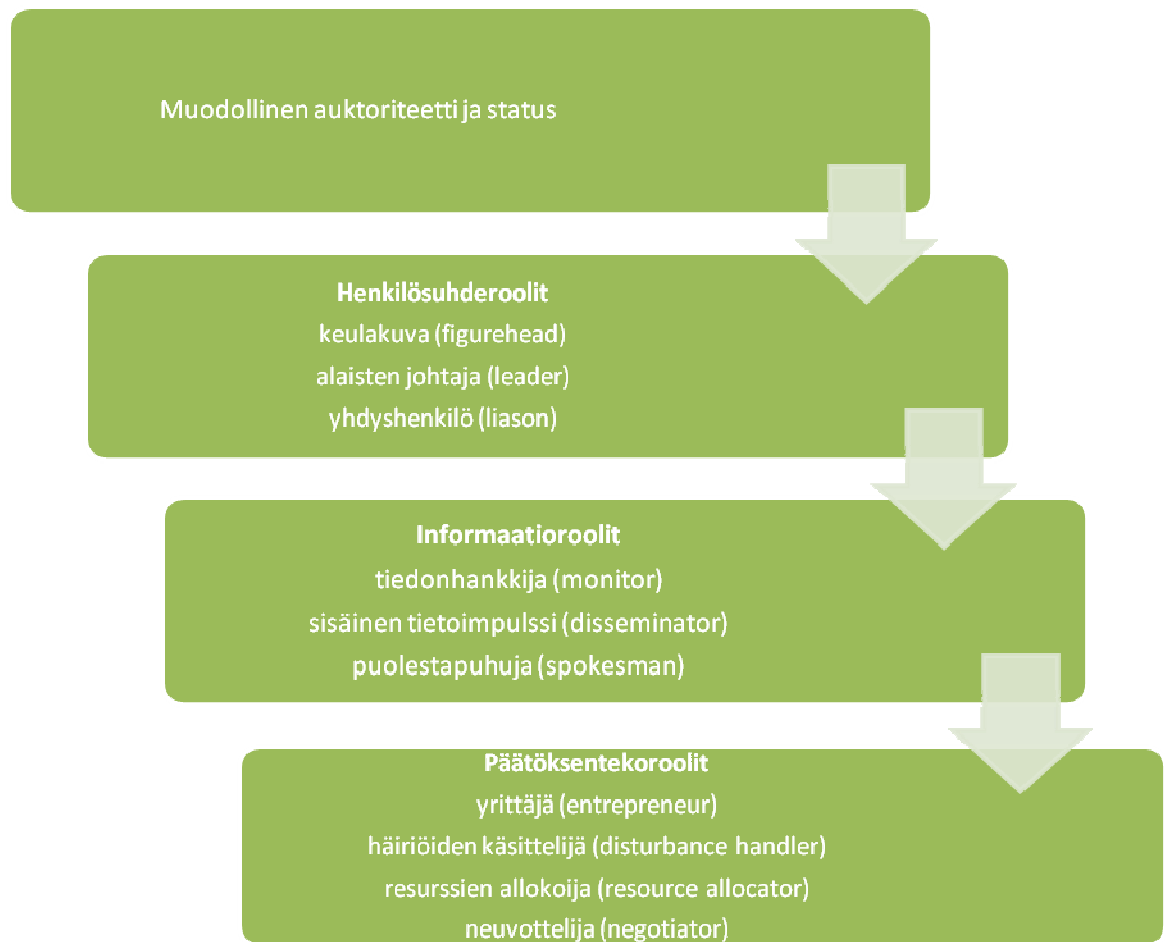 Muodollinen auktoriteetti ja status
Henkilösuhderoolit
keulakuva (figurehead)
alaisten johtaja (leader)
yhdyshenkilö (liason)
Informaatioroolit
tiedonhankkija (monitor)
sisäinen tietoimpulssi (disseminator)
puolestapuhuja (spokesman)
Päätöksentekoroolit
yrittäjä (entrepreneur)
häiriöiden käsittelijä (disturbance handler)
resurssien allokoija (resource allocator)
neuvottelija (negotiator)